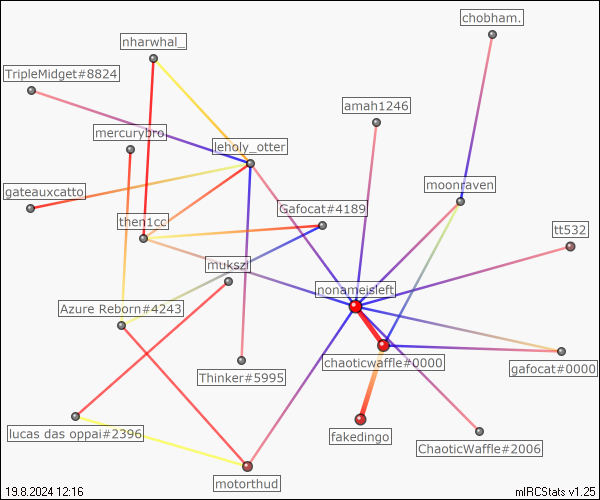 chobham.
nharwhal_
TripleMidget#8824
amah1246
mercurybro
leholy_otter
moonraven
gateauxcatto
Gafocat#4189
then1cc
tt532
mukszi
nonameisleft
Azure Reborn#4243
chaoticwaffle#0000
gafocat#0000
Thinker#5995
fakedingo
lucas das oppai#2396
ChaoticWaffle#2006
motorthud
19.8.2024 12:16
mIRCStats v1.25